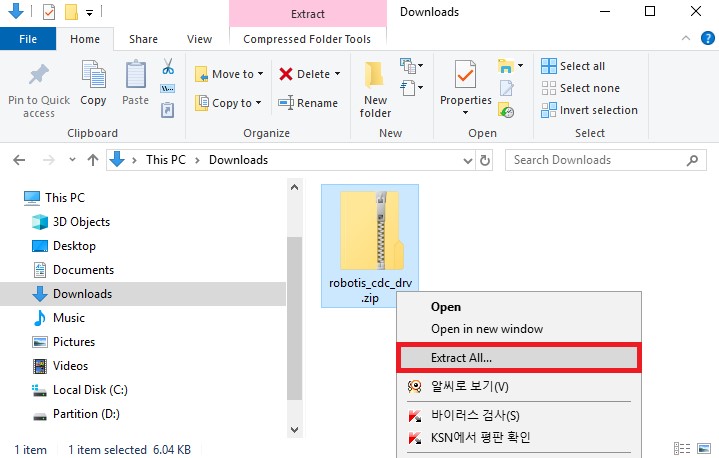 Extract
Downloads
File
Home
Share
View
Compressed Folder Tools
Pin to Quick
access
Copy
Paste
Move to
Copy to
Delete
Rename
New
folder
Properties
Select all
Select none
Invert selection
Clipboard
Organize
New
Open
Select
This PC
Downloads
Search Downloads
This PC
3D Objects
Desktop
Documents
Downloads
Music
Pictures
Videos
Local Disk (C:)
Partition (D:)
robotis_cdc_drv
.zip
Open
Open in new window
Extract All...
알씨로 보기(V)
바이러스 검사(S)
KSN에서 평판 확인
1 item
1 item selected 6.04 KB